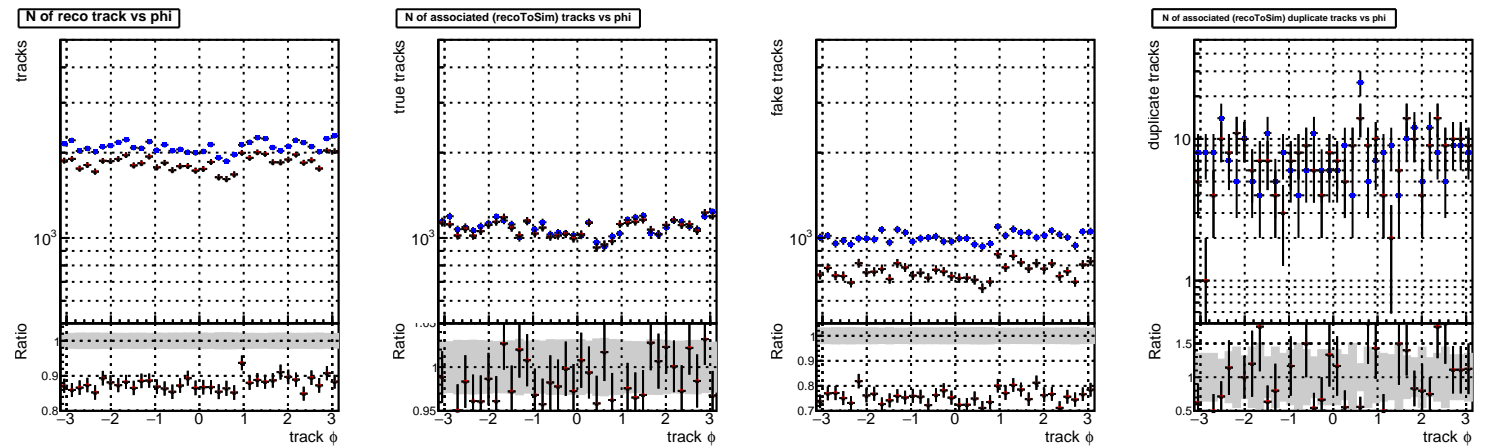 N of reco track vs phi
tracks
10³
Ratio
1
0.9
0.8
−3 −2 −1 0 1 2 3
track ϕ
N of associated (recoToSim) tracks vs phi
true tracks
10³
Ratio
1
0.95
−3 −2 −1 0 1 2 3
track ϕ
fake tracks
10³
Ratio
1
0.9
0.8
0.7
−3 −2 −1 0 1 2 3
track ϕ
N of associated (recoToSim) duplicate tracks vs phi
duplicate tracks
10
1
Ratio
1.5
1
0.5
−3 −2 −1 0 1 2 3
track ϕ